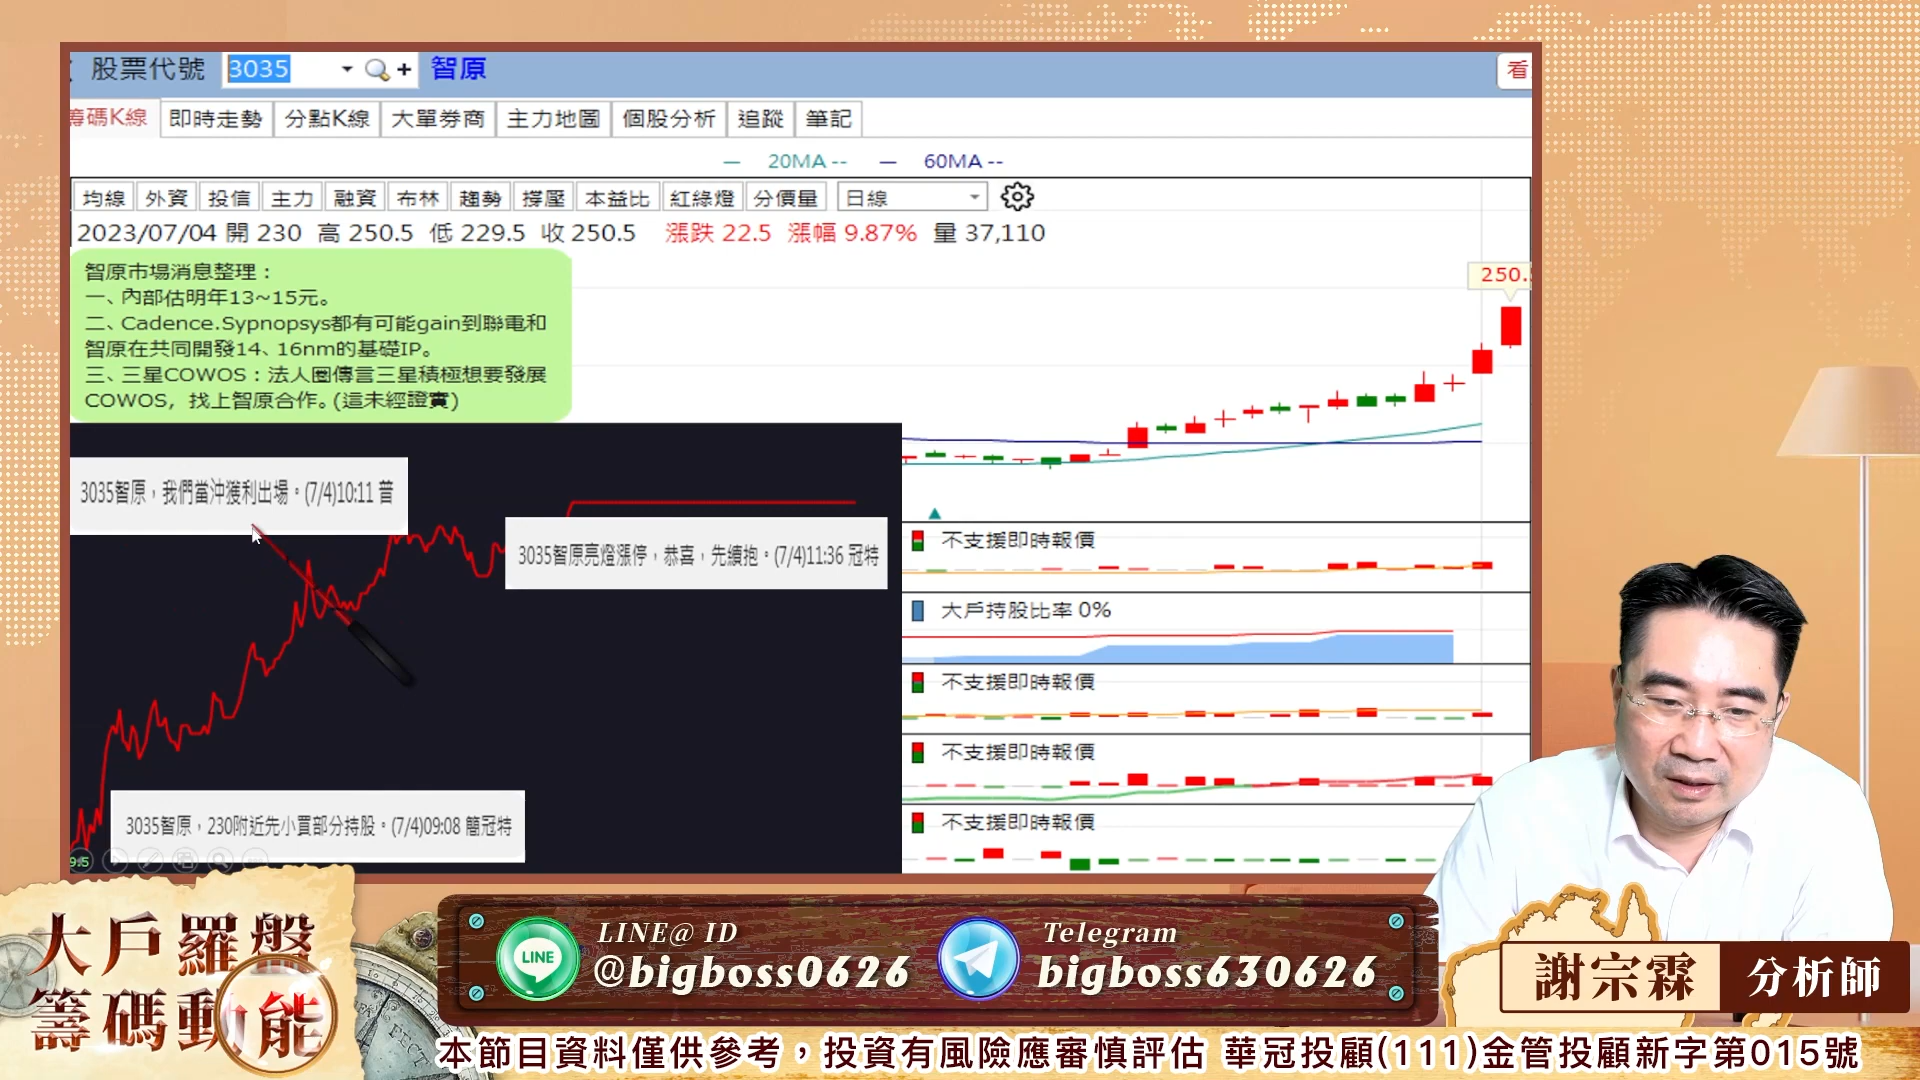 股票代號 3035 智原 看
籌碼K線 即時走勢 分點K線 大單券商 主力地圖 個股分析 追蹤 筆記
20MA -- 60MA --
均線 外資 投信 主力 融資 布林 趨勢 撐壓 本益比 紅綠燈 分價量 日線
2023/07/04 開 230 高 250.5 低 229.5 收 250.5 漲跌 22.5 漲幅 9.87% 量 37,110
智原市場消息整理：
一、內部估明年13~15元。
二、Cadence.Sypnopsys都有可能gain到聯電和
智原在共同開發14、16nm的基礎IP。
三、三星COWOS：法人圈傳言三星積極想要發展
COWOS，找上智原合作。(這未經證實)
250.5
3035智原，我們當沖獲利出場。(7/4)10:11 普
3035智原亮燈漲停，恭喜，先續抱。(7/4)11:36 冠特
3035智原，230附近先小買部分持股。(7/4)09:08 簡冠特
不支援即時報價
大戶持股比率 0%
不支援即時報價
不支援即時報價
不支援即時報價
大戶羅盤
籌碼動能
LINE
LINE@ ID
@bigboss0626
Telegram
bigboss630626
謝宗霖 分析師
本節目資料僅供參考，投資有風險應審慎評估 華冠投顧(111)金管投顧新字第015號